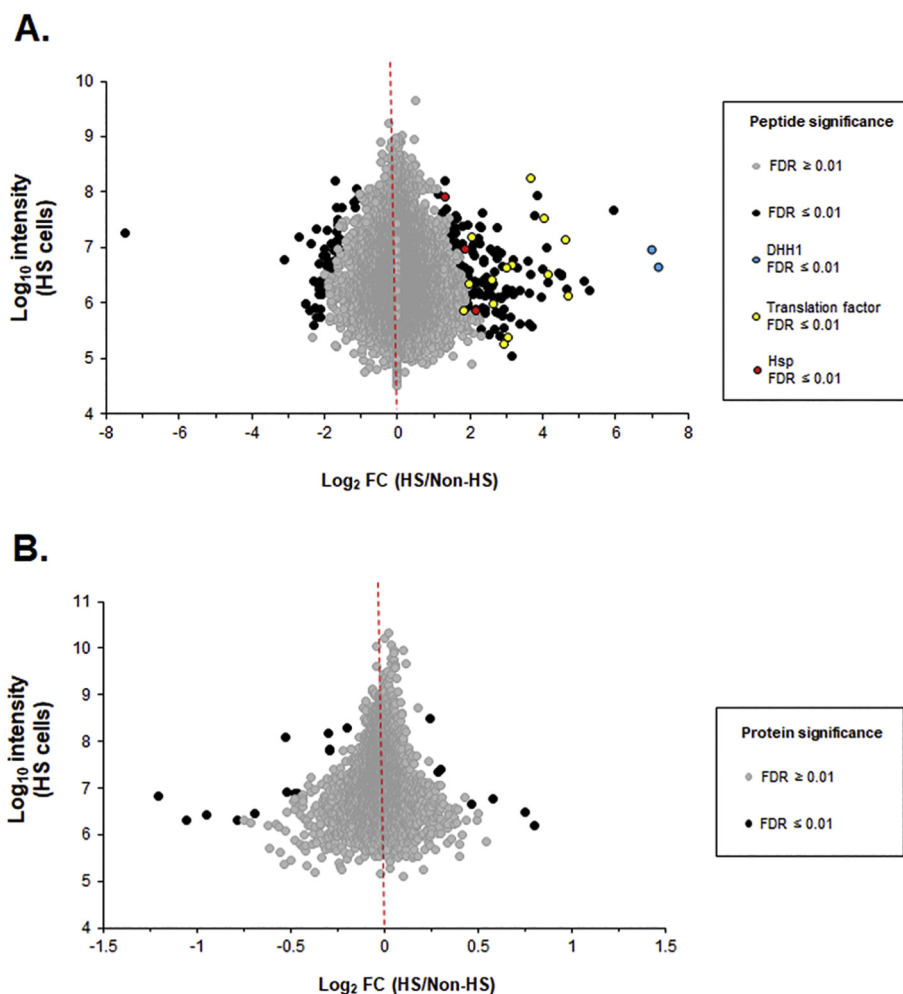 A.
10
9
8
7
6
5
4
-8
-6
-4
-2
0
2
4
6
8
Log10 intensity
(HS cells)
Log2 FC (HS/Non-HS)
Peptide significance
FDR ≥ 0.01
FDR ≤ 0.01
DHH1
FDR ≤ 0.01
Translation factor
FDR ≤ 0.01
Hsp
FDR ≤ 0.01
B.
11
10
9
8
7
6
5
4
-1.5
-1
-0.5
0
0.5
1
1.5
Log10 intensity
(HS cells)
Log2 FC (HS/Non-HS)
Protein significance
FDR ≥ 0.01
FDR ≤ 0.01